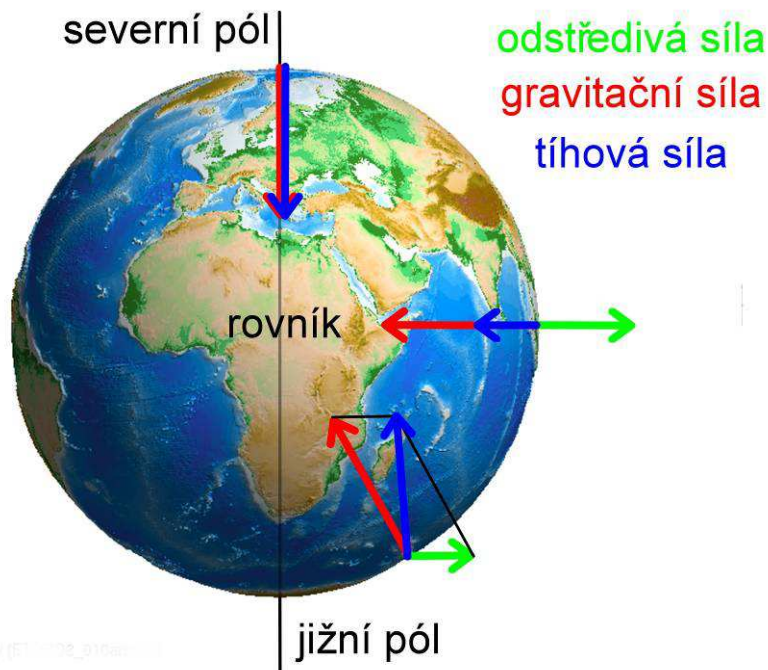 severní pól
odstředivá síla
gravitační síla
tíhová síla
rovník
jižní pól